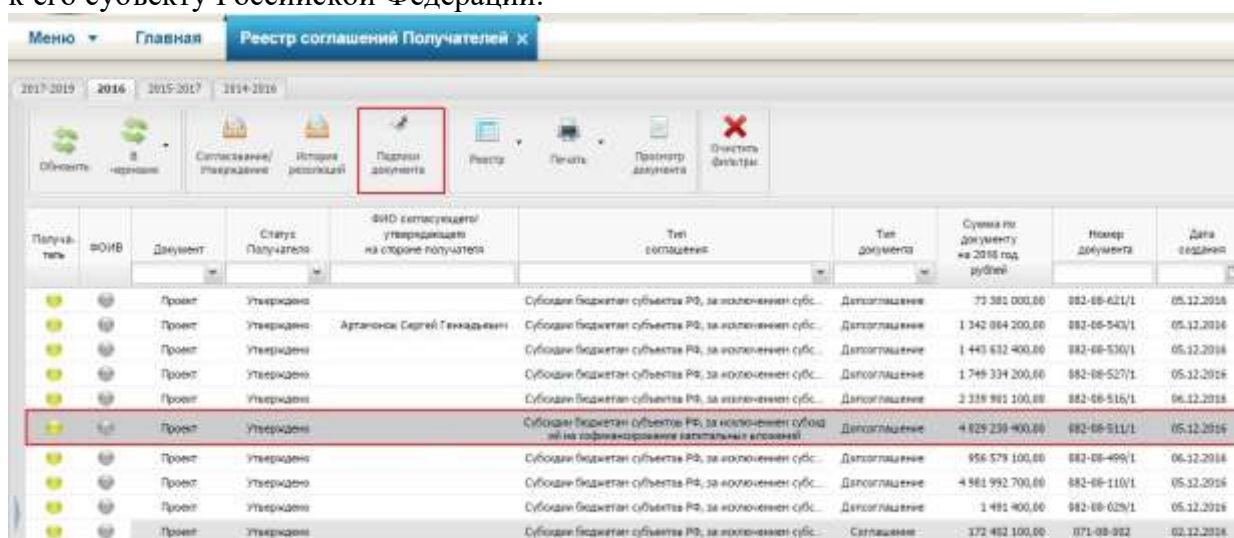 к его субъекту Российской Федерации.
Меню Главная Реестр соглашений Получателей ×
2017-2019 2016 2015-2017 2014-2016
Обновить В черновик Согласование/ Утверждение История резолюций Подписи документа Реестр Печать Просмотр документа Очистить фильтры
Получа- тель ФОИВ Документ Статус Получателя ФИО согласующего/ утверждающего на стороне получателя Тип соглашения Тип документа Сумма по документу на 2016 год рублей Номер документа Дата создания
Проект Утверждено Субсидии бюджетам субъектов РФ, за исключением субс... Допсоглашение 73 381 000,00 082-08-621/1 05.12.2016
Проект Утверждено Артамонов Сергей Геннадьевич Субсидии бюджетам субъектов РФ, за исключением субс... Допсоглашение 1 342 064 200,00 082-08-543/1 05.12.2016
Проект Утверждено Субсидии бюджетам субъектов РФ, за исключением субс... Допсоглашение 1 443 632 400,00 082-08-530/1 05.12.2016
Проект Утверждено Субсидии бюджетам субъектов РФ, за исключением субс... Допсоглашение 1 749 334 200,00 082-08-527/1 05.12.2016
Проект Утверждено Субсидии бюджетам субъектов РФ, за исключением субс... Допсоглашение 2 339 901 100,00 082-08-516/1 06.12.2016
Проект Утверждено Субсидии бюджетам субъектов РФ, за исключением субсид ий на софинансирование капитальных вложений Допсоглашение 4 029 230 400,00 082-08-511/1 05.12.2016
Проект Утверждено Субсидии бюджетам субъектов РФ, за исключением субс... Допсоглашение 956 579 100,00 082-08-499/1 06.12.2016
Проект Утверждено Субсидии бюджетам субъектов РФ, за исключением субс... Допсоглашение 4 981 992 700,00 082-08-110/1 05.12.2016
Проект Утверждено Субсидии бюджетам субъектов РФ, за исключением субс... Допсоглашение 1 491 400,00 082-08-029/1 05.12.2016
Проект Утверждено Субсидии бюджетам субъектов РФ, за исключением субс... Соглашение 172 402 100,00 071-08-002 02.12.2016